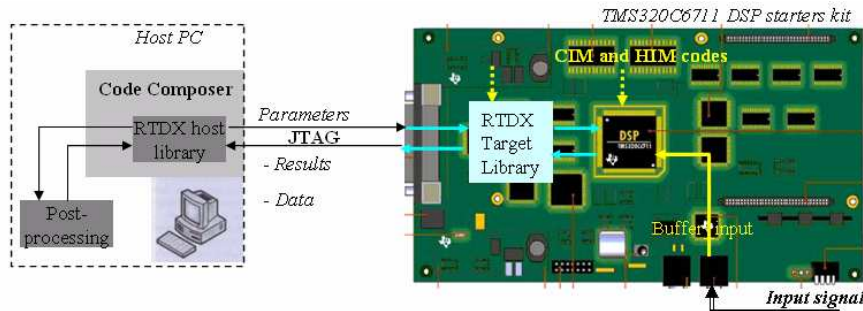 Host PC
TMS320C6711 DSP starters kit
Code Composer
CIM and HIM codes
Parameters
RTDX host
library
JTAG
RTDX
Target
Library
DSP
TMS320C6711
- Results
- Data
Post-
processing
Buffer input
Input signal